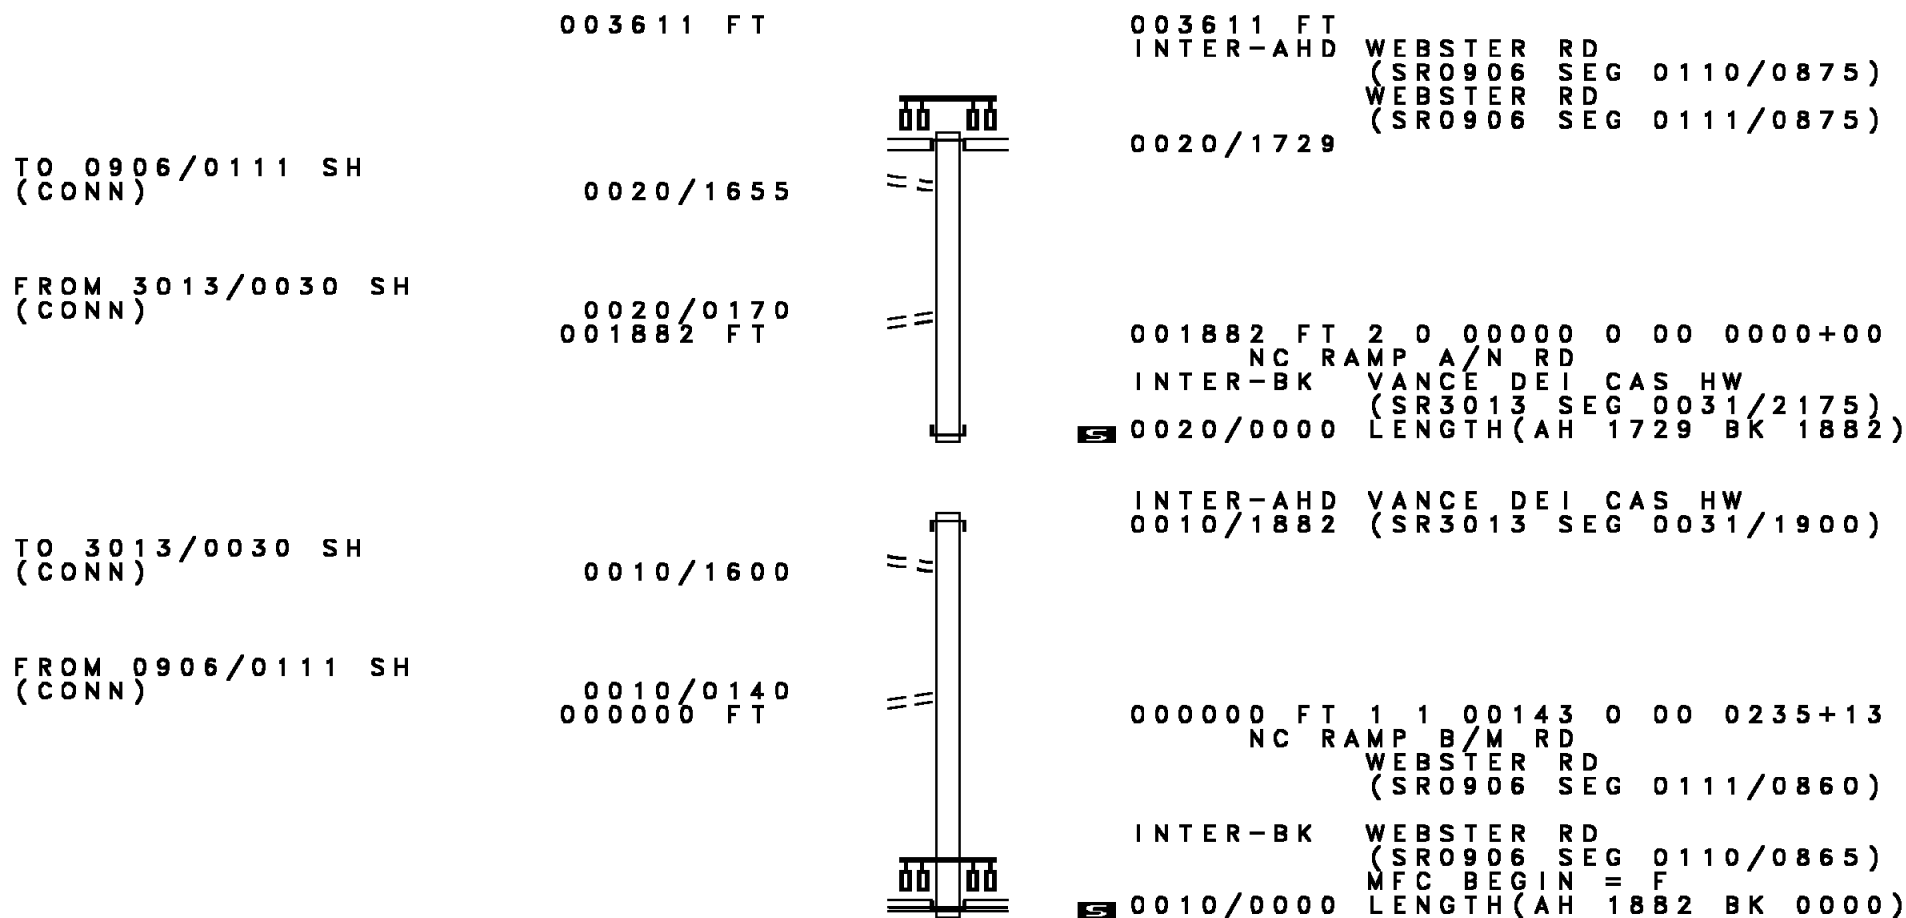 003611 FT 003611 FT
INTER-AHD WEBSTER RD
(SR0906 SEG 0110/0875)
WEBSTER RD
(SR0906 SEG 0111/0875)
0020/1729
TO 0906/0111 SH
(CONN) 0020/1655
FROM 3013/0030 SH
(CONN) 0020/0170
001882 FT 001882 FT 2 0 00000 0 00 0000+00
NC RAMP A/N RD
INTER-BK VANCE DEI CAS HW
(SR3013 SEG 0031/2175)
S 0020/0000 LENGTH(AH 1729 BK 1882)
INTER-AHD VANCE DEI CAS HW
0010/1882 (SR3013 SEG 0031/1900)
TO 3013/0030 SH
(CONN) 0010/1600
FROM 0906/0111 SH
(CONN) 0010/0140
000000 FT 000000 FT 1 1 00143 0 00 0235+13
NC RAMP B/M RD
WEBSTER RD
(SR0906 SEG 0111/0860)
INTER-BK WEBSTER RD
(SR0906 SEG 0110/0865)
MFC BEGIN = F
S 0010/0000 LENGTH(AH 1882 BK 0000)